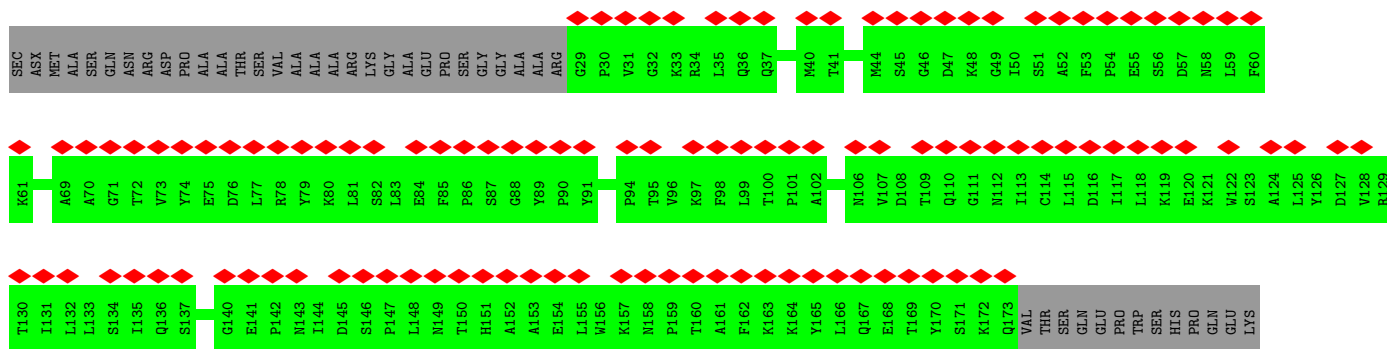 SEC ASX MET ALA SER GLN ASN ARG ASP PRO ALA ALA THR SER VAL ALA ALA ALA ARG LYS GLY ALA GLU PRO SER GLY GLY ALA ALA ARG G29 P30 V31 G32 K33 R34 L35 Q36 Q37 M40 T41 M44 S45 G46 D47 K48 G49 I50 S51 A52 F53 P54 E55 S56 D57 N58 L59 F60
K61 A69 A70 G71 T72 V73 Y74 E75 D76 L77 R78 Y79 K80 L81 S82 L83 E84 F85 P86 S87 G88 Y89 P90 Y91 P94 T95 V96 K97 F98 L99 T100 P101 A102 N106 V107 D108 T109 Q110 G111 N112 I113 C114 L115 D116 I117 L118 K119 E120 K121 W122 S123 A124 L125 Y126 D127 V128 R129
T130 I131 L132 L133 S134 I135 Q136 S137 G140 E141 P142 N143 I144 D145 S146 P147 L148 N149 T150 H151 A152 A153 E154 L155 W156 K157 N158 P159 T160 A161 F162 K163 K164 Y165 L166 Q167 E168 T169 Y170 S171 K172 Q173 VAL THR SER GLN GLU PRO TRP SER HIS PRO GLN GLU LYS